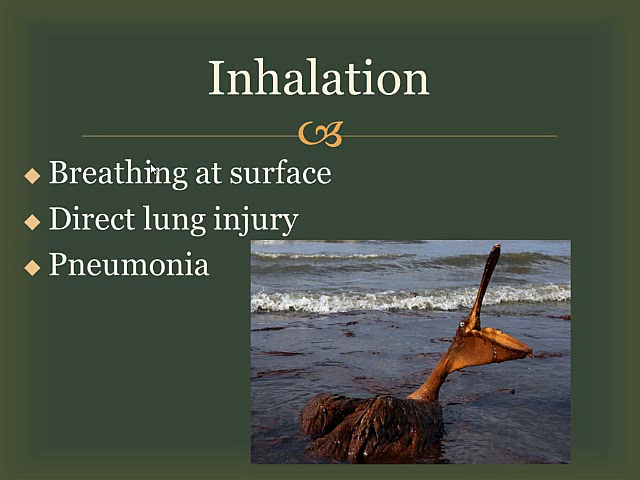 Inhalation
Breathing at surface
Direct lung injury
Pneumonia